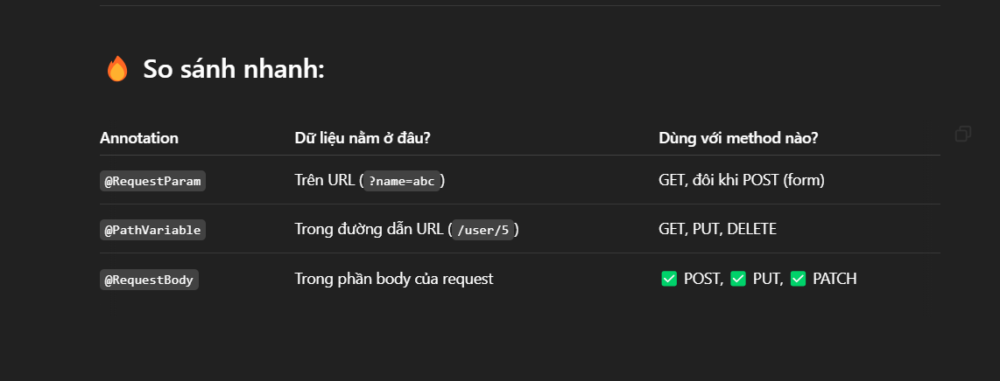 🔥 So sánh nhanh:
Annotation Dữ liệu nằm ở đâu? Dùng với method nào?
@RequestParam Trên URL (?name=abc) GET, đôi khi POST (form)
@PathVariable Trong đường dẫn URL (/user/5) GET, PUT, DELETE
@RequestBody Trong phần body của request ✅ POST, ✅ PUT, ✅ PATCH